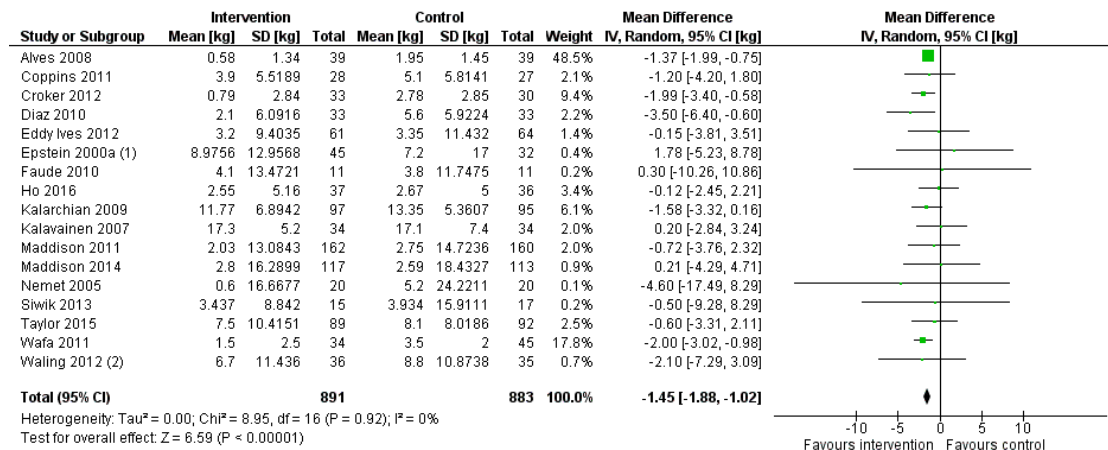 Intervention Control Mean Difference Mean Difference
Study or Subgroup Mean [kg] SD [kg] Total Mean [kg] SD [kg] Total Weight IV, Random, 95% CI [kg] IV, Random, 95% CI [kg]
Alves 2008 0.58 1.34 39 1.95 1.45 39 48.5% -1.37 [-1.99, -0.75]
Coppins 2011 3.9 5.5189 28 5.1 5.8141 27 2.1% -1.20 [-4.20, 1.80]
Croker 2012 0.79 2.84 33 2.78 2.85 30 9.4% -1.99 [-3.40, -0.58]
Diaz 2010 2.1 6.0916 33 5.6 5.9224 33 2.2% -3.50 [-6.40, -0.60]
Eddy Ives 2012 3.2 9.4035 61 3.35 11.432 64 1.4% -0.15 [-3.81, 3.51]
Epstein 2000a (1) 8.9756 12.9568 45 7.2 17 32 0.4% 1.78 [-5.23, 8.78]
Faude 2010 4.1 13.4721 11 3.8 11.7475 11 0.2% 0.30 [-10.26, 10.86]
Ho 2016 2.55 5.16 37 2.67 5 36 3.4% -0.12 [-2.45, 2.21]
Kalarchian 2009 11.77 6.8942 97 13.35 5.3607 95 6.1% -1.58 [-3.32, 0.16]
Kalavainen 2007 17.3 5.2 34 17.1 7.4 34 2.0% 0.20 [-2.84, 3.24]
Maddison 2011 2.03 13.0843 162 2.75 14.7236 160 2.0% -0.72 [-3.76, 2.32]
Maddison 2014 2.8 16.2899 117 2.59 18.4327 113 0.9% 0.21 [-4.29, 4.71]
Nemet 2005 0.6 16.6677 20 5.2 24.2211 20 0.1% -4.60 [-17.49, 8.29]
Siwik 2013 3.437 8.842 15 3.934 15.9111 17 0.2% -0.50 [-9.28, 8.29]
Taylor 2015 7.5 10.4151 89 8.1 8.0186 92 2.5% -0.60 [-3.31, 2.11]
Wafa 2011 1.5 2.5 34 3.5 2 45 17.8% -2.00 [-3.02, -0.98]
Waling 2012 (2) 6.7 11.436 36 8.8 10.8738 35 0.7% -2.10 [-7.29, 3.09]
Total (95% CI) 891 883 100.0% -1.45 [-1.88, -1.02]
Heterogeneity: Tau² = 0.00; Chi² = 8.95, df = 16 (P = 0.92); I² = 0%
Test for overall effect: Z = 6.59 (P < 0.00001)
-10 -5 0 5 10
Favours intervention Favours control